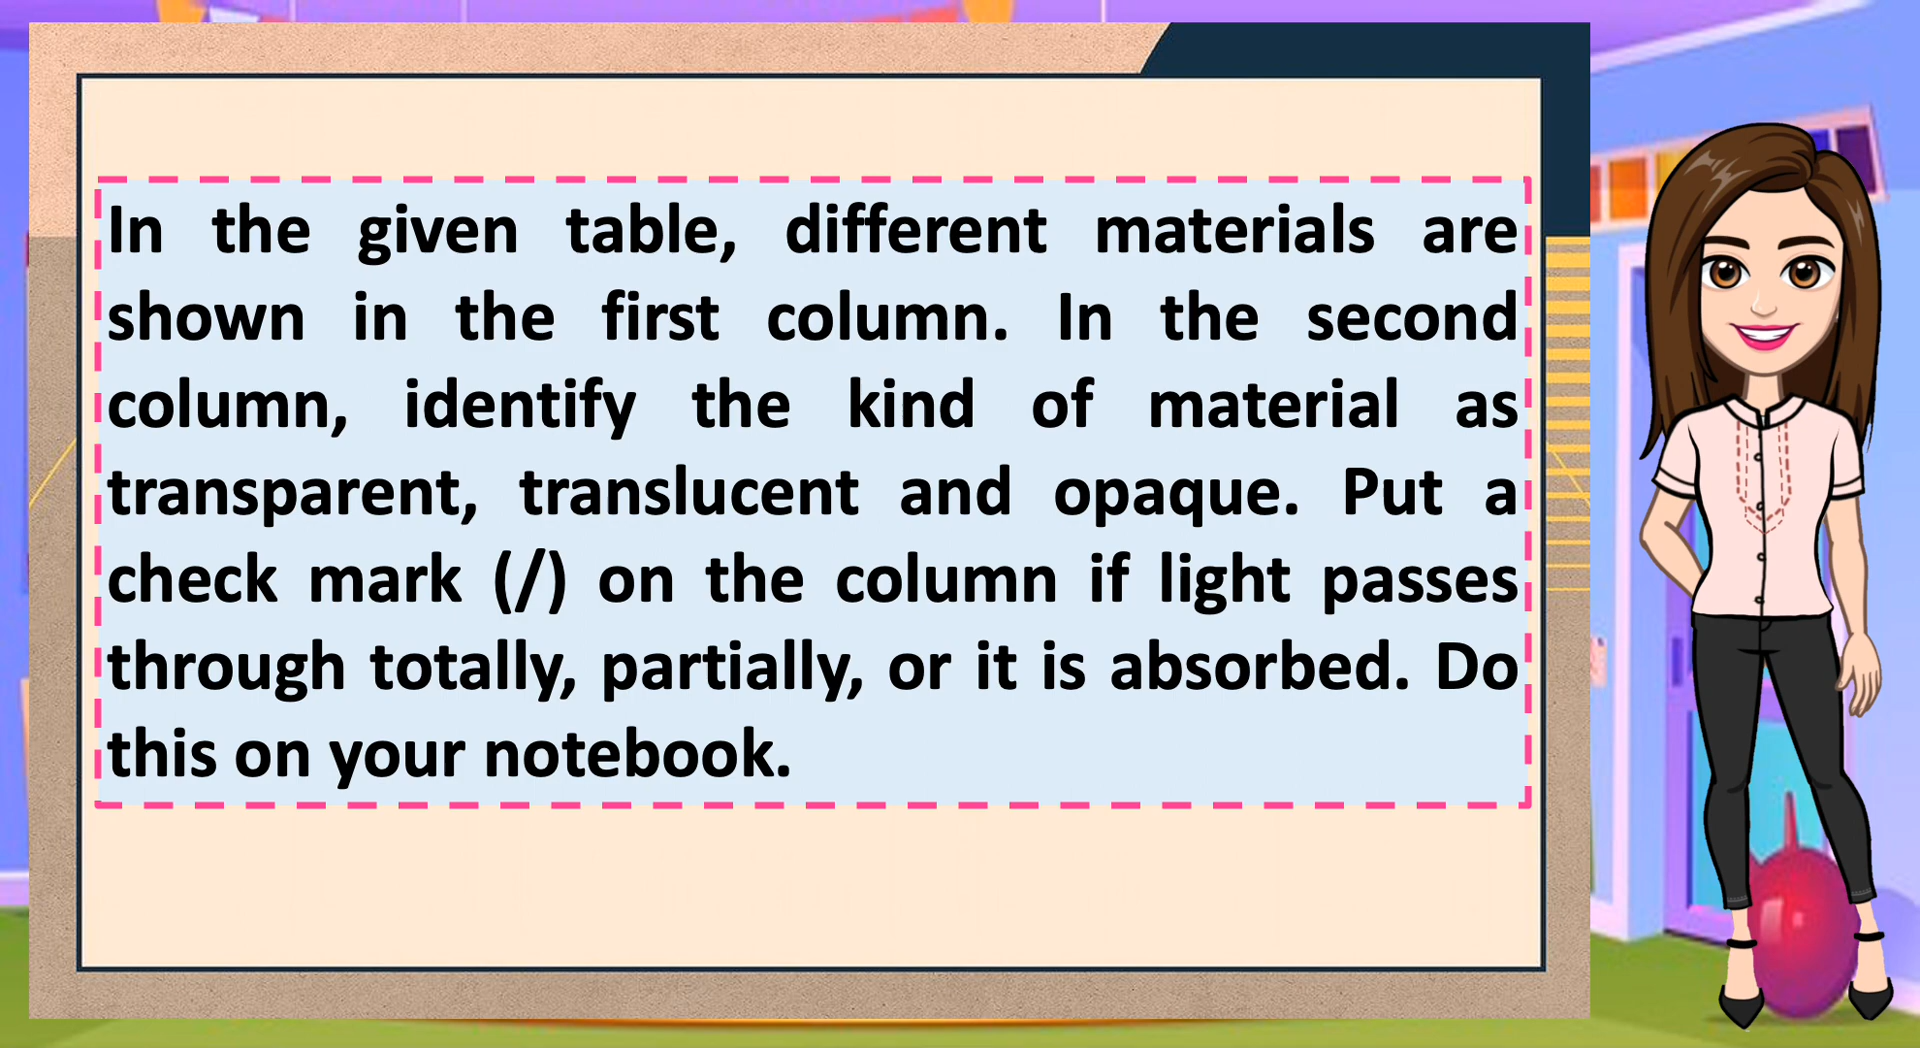 In the given table, different materials are
shown in the first column. In the second
column, identify the kind of material as
transparent, translucent and opaque. Put a
check mark (/) on the column if light passes
through totally, partially, or it is absorbed. Do
this on your notebook.